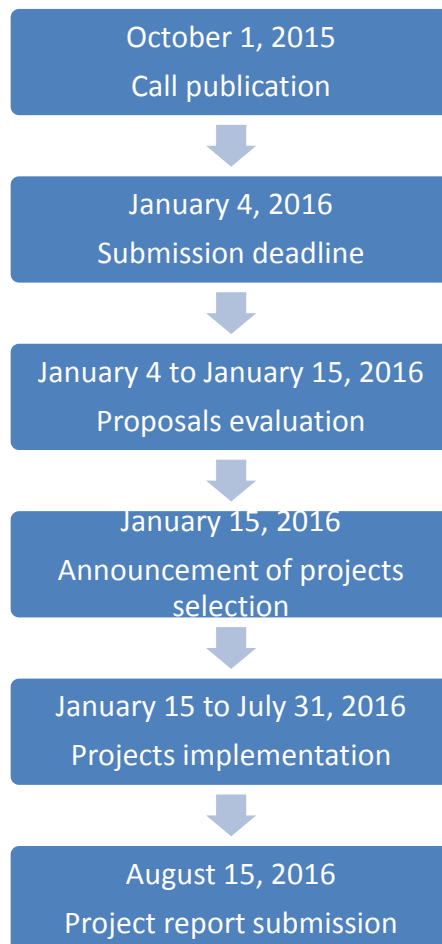 October 1, 2015
Call publication
January 4, 2016
Submission deadline
January 4 to January 15, 2016
Proposals evaluation
January 15, 2016
Announcement of projects
selection
January 15 to July 31, 2016
Projects implementation
August 15, 2016
Project report submission